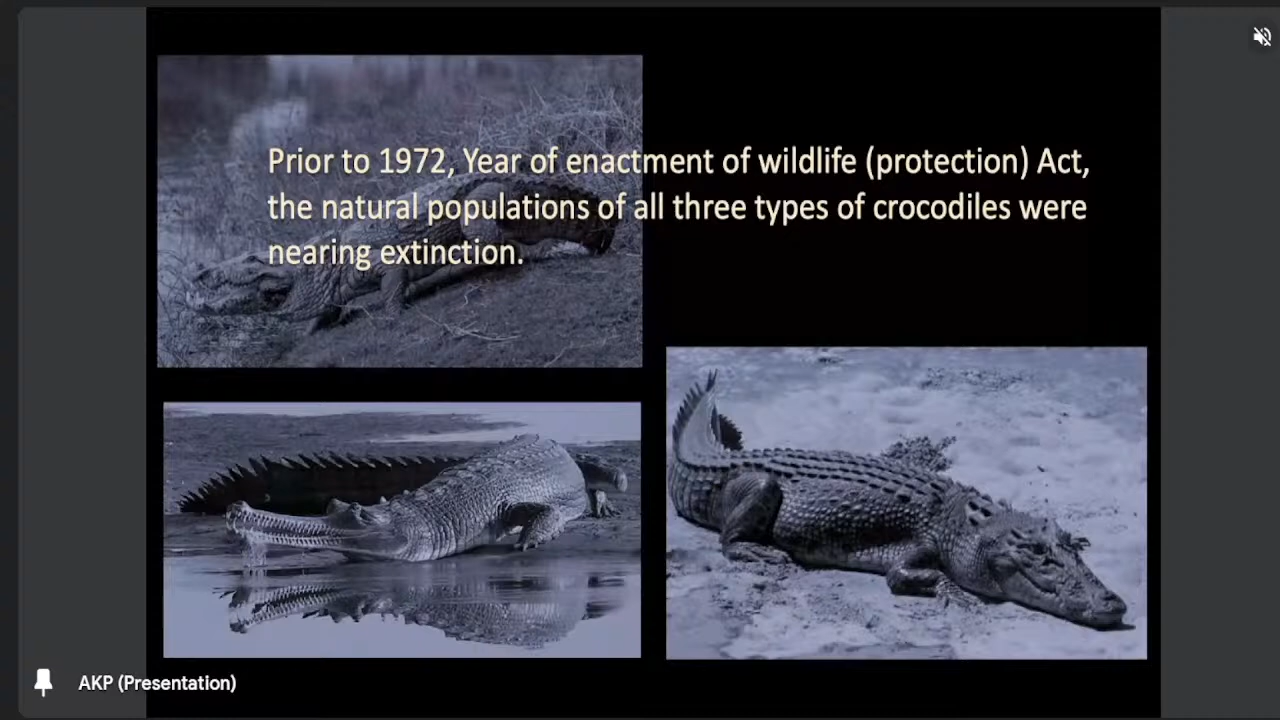 Prior to 1972, Year of enactment of wildlife (protection) Act,
the natural populations of all three types of crocodiles were
nearing extinction.
AKP (Presentation)